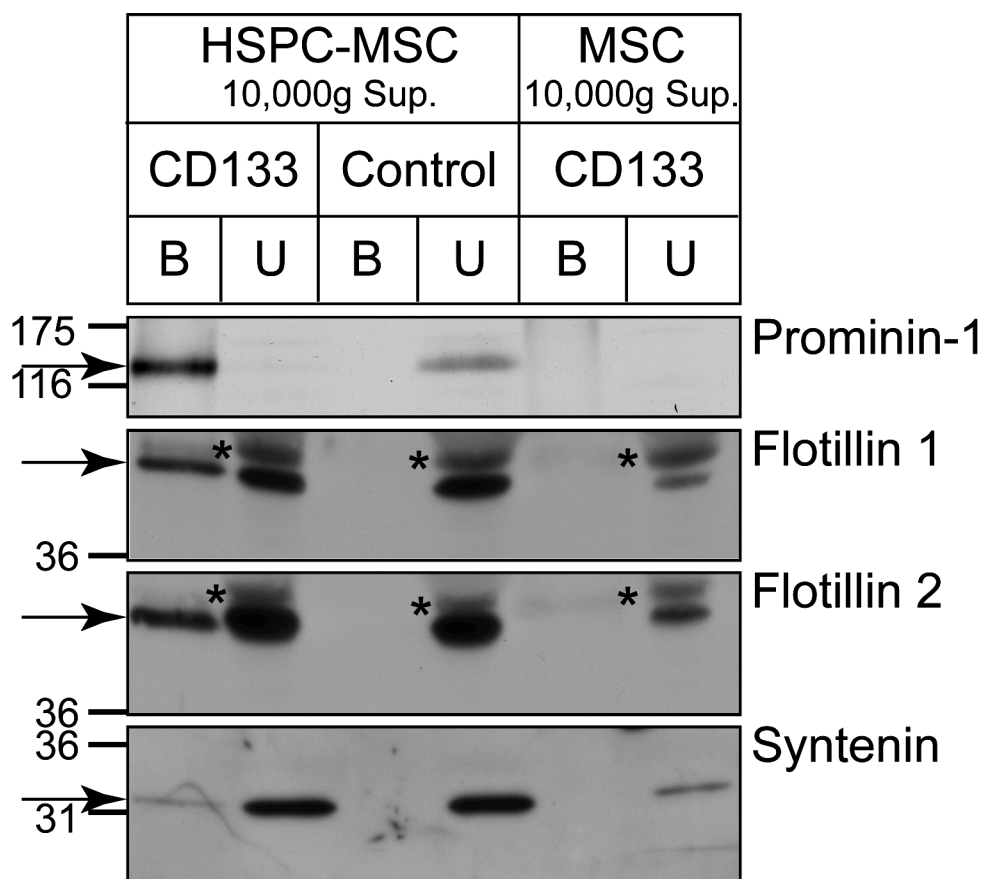 HSPC-MSC MSC
10,000g Sup. 10,000g Sup.
CD133 Control CD133
B U B U B U
175 Prominin-1
116
* * * Flotillin 1
36
* * * Flotillin 2
36
36 Syntenin
31